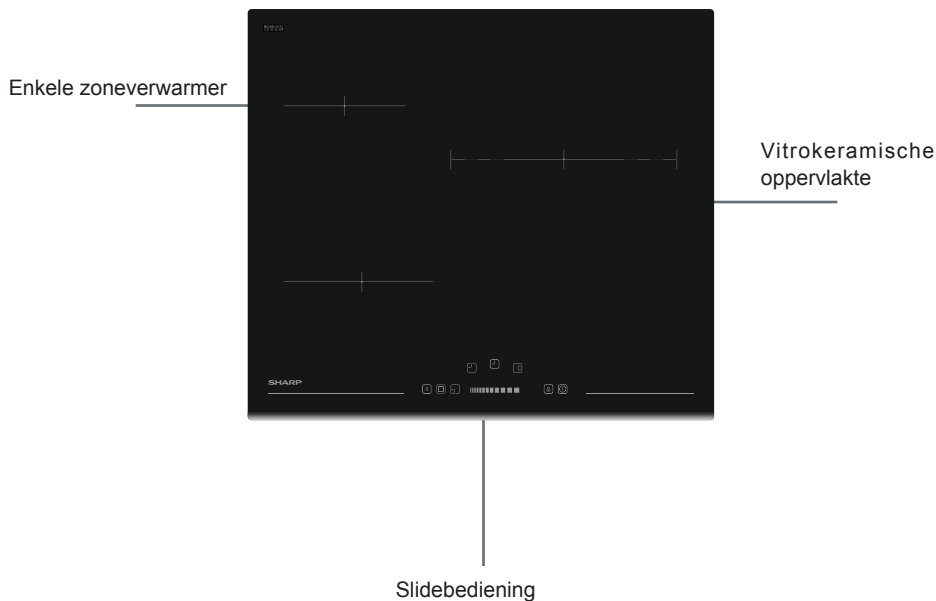 Enkele zoneverwarmer
Vitrokeramische
oppervlakte
SHARP
Slidebediening